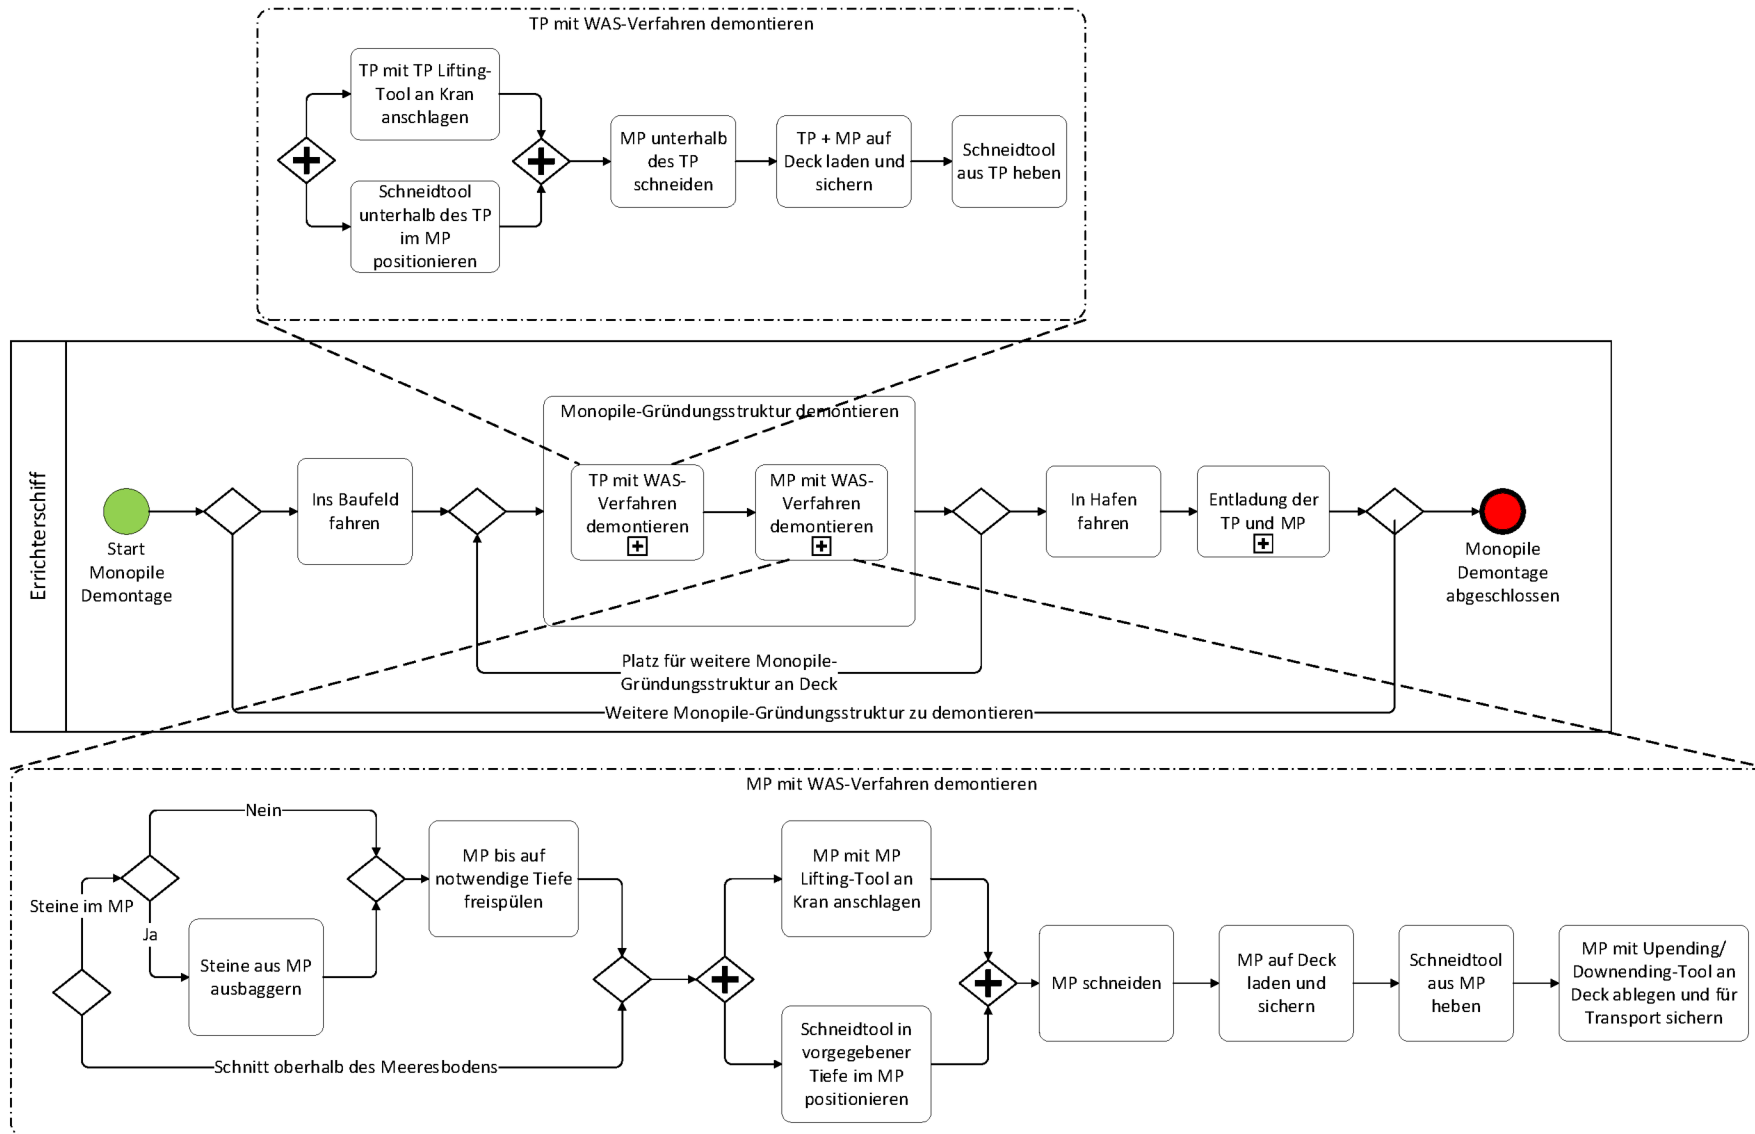 TP mit WAS-Verfahren demontieren
TP mit TP Lifting-
Tool an Kran
anschlagen
Schneidtool
unterhalb des TP
im MP
positionieren
MP unterhalb
des TP
schneiden
TP + MP auf
Deck laden und
sichern
Schneidtool
aus TP heben
Errichterschiff
Start
Monopile
Demontage
Ins Baufeld
fahren
Monopile-Gründungsstruktur demontieren
TP mit WAS-
Verfahren
demontieren
MP mit WAS-
Verfahren
demontieren
In Hafen
fahren
Entladung der
TP und MP
Monopile
Demontage
abgeschlossen
Platz für weitere Monopile-
Gründungsstruktur an Deck
Weitere Monopile-Gründungsstruktur zu demontieren
MP mit WAS-Verfahren demontieren
Nein
Steine im MP
Ja
Steine aus MP
ausbaggern
MP bis auf
notwendige Tiefe
freispülen
Schnitt oberhalb des Meeresbodens
MP mit MP
Lifting-Tool an
Kran anschlagen
Schneidtool in
vorgegebener
Tiefe im MP
positionieren
MP schneiden
MP auf Deck
laden und
sichern
Schneidtool
aus MP
heben
MP mit Upending/
Downending-Tool an
Deck ablegen und für
Transport sichern